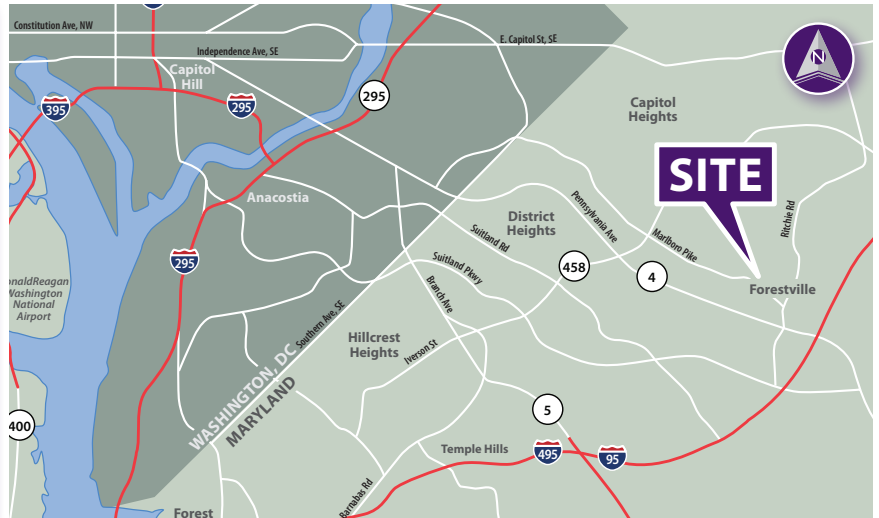 Constitution Ave, NW
E. Capitol St, SE
Independence Ave, SE
N
Capitol
Hill
395
295
295
Capitol
Heights
SITE
Anacostia
District
Heights
Pennsylvania Ave
Marlboro Pike
Ritchie Rd
Suitland Rd
458
4
295
Suitland Pkwy
Branch Ave
Forestville
onaldReagan
Washington
National
Airport
Southern Ave, SE
Hillcrest
Heights
Iverson St
WASHINGTON, DC
MARYLAND
400
5
Temple Hills
495
95
Barnabas Rd
Forest